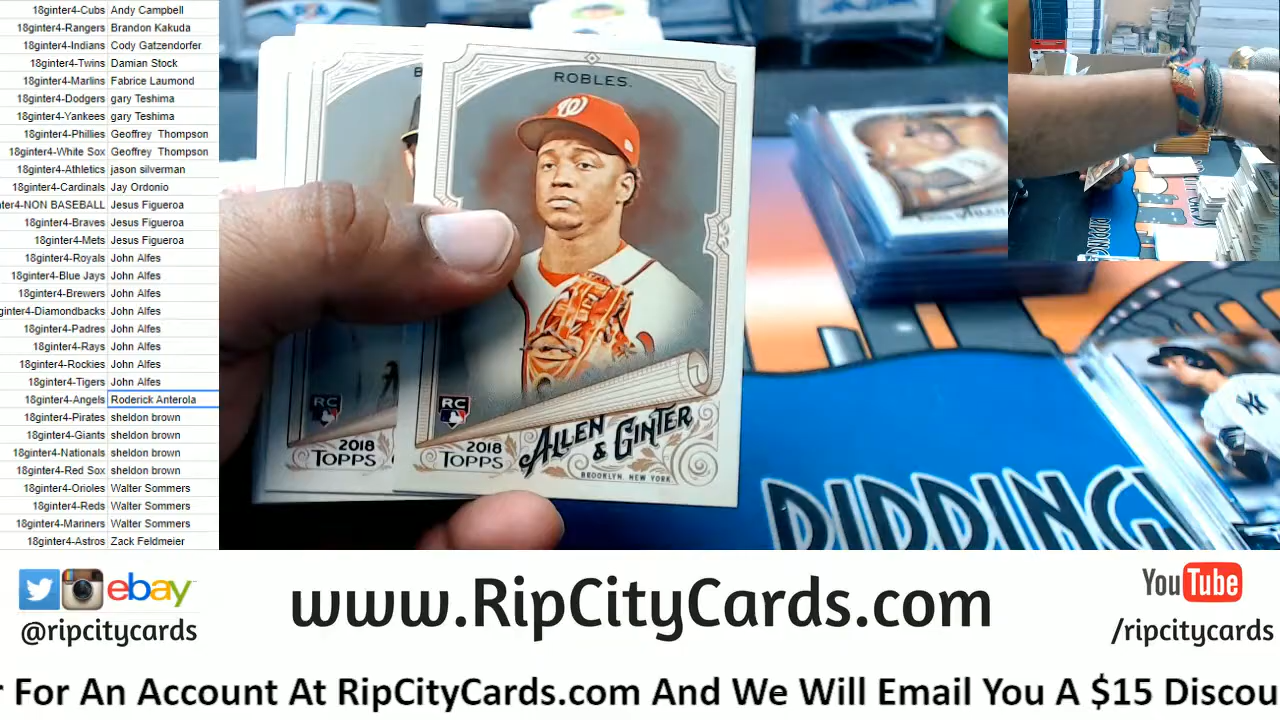 18ginter4-Cubs Andy Campbell
18ginter4-Rangers Brandon Kakuda
18ginter4-Indians Cody Gatzendorfer
18ginter4-Twins Damian Stock
18ginter4-Marlins Fabrice Laumond
18ginter4-Dodgers gary Teshima
18ginter4-Yankees gary Teshima
18ginter4-Phillies Geoffrey Thompson
18ginter4-White Sox Geoffrey Thompson
18ginter4-Athletics jason silverman
18ginter4-Cardinals Jay Ordonio
nter4-NON BASEBALL Jesus Figueroa
18ginter4-Braves Jesus Figueroa
18ginter4-Mets Jesus Figueroa
18ginter4-Royals John Alfes
18ginter4-Blue Jays John Alfes
18ginter4-Brewers John Alfes
ginter4-Diamondbacks John Alfes
18ginter4-Padres John Alfes
18ginter4-Rays John Alfes
18ginter4-Rockies John Alfes
18ginter4-Tigers John Alfes
18ginter4-Angels Roderick Anterola
18ginter4-Pirates sheldon brown
18ginter4-Giants sheldon brown
18ginter4-Nationals sheldon brown
18ginter4-Red Sox sheldon brown
18ginter4-Orioles Walter Sommers
18ginter4-Reds Walter Sommers
18ginter4-Mariners Walter Sommers
18ginter4-Astros Zack Feldmeier
B
ROBLES.
W
RC
2018
TOPPS
RC
2018
TOPPS
ALLEN
& GINTER
BROOKLYN, NEW YORK
RIPPING
ebay
@ripcitycards
www.RipCityCards.com
YouTube
/ripcitycards
r For An Account At RipCityCards.com And We Will Email You A $15 Discou